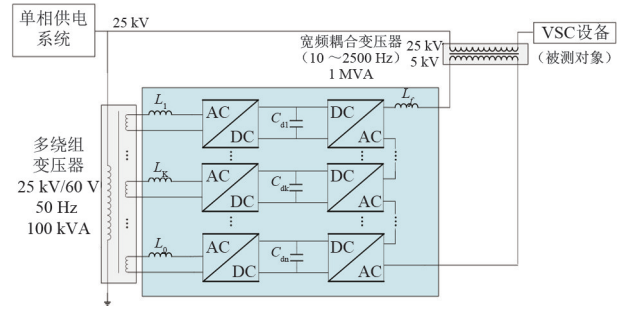 单相供电
系统
25 kV
宽频耦合变压器
（10 ～2500 Hz）
1 MVA
25 kV
5 kV
VSC设备
（被测对象）
多绕组
变压器
25 kV/60 V
50 Hz
100 kVA
L1
AC
DC
Cd1
DC
AC
Lf
LK
AC
DC
Cdk
DC
AC
L0
AC
DC
Cdn
DC
AC